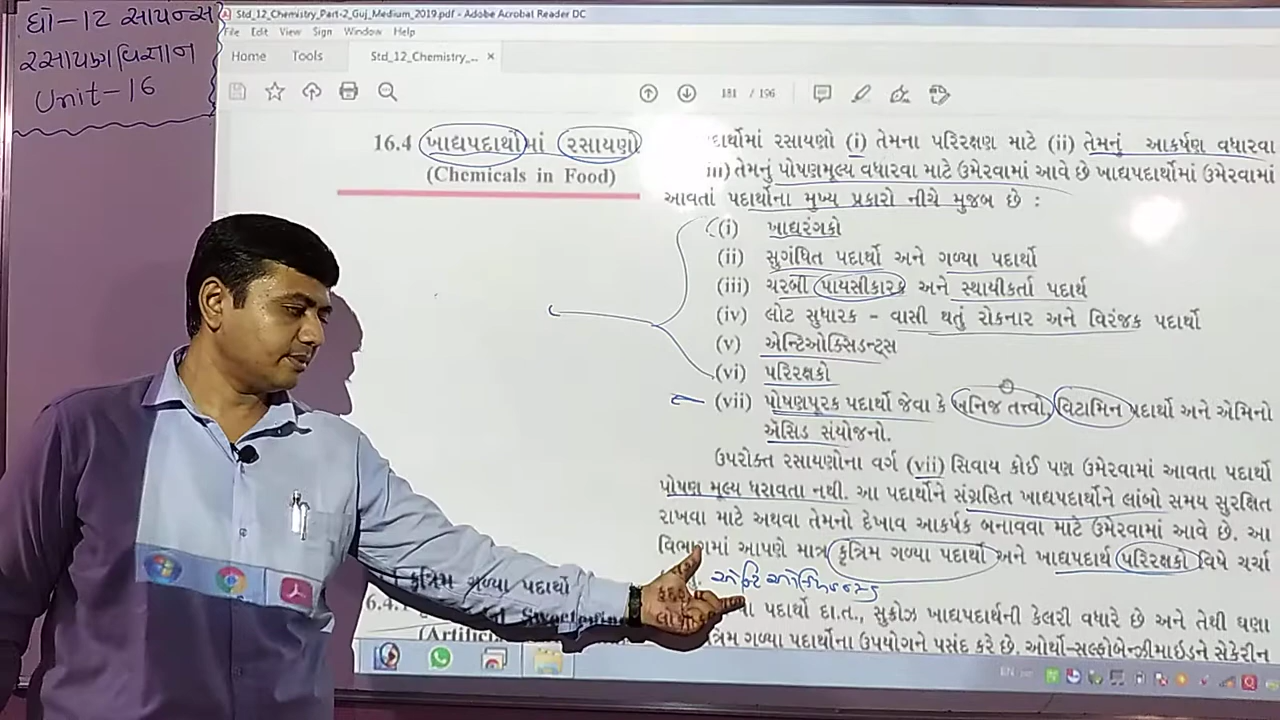 ધો-12 સાયન્સ
રસાયણવિજ્ઞાન
Unit-16
Std_12_Chemistry_Part-2_Guj_Medium_2019.pdf - Adobe Acrobat Reader DC
File Edit View Sign Window Help
Home Tools Std_12_Chemistry_... ×
181 / 196
16.4 ખાદ્યપદાર્થોમાં રસાયણો
(Chemicals in Food)
રસાયણો (i) તેમના પરિરક્ષણ માટે (ii) તેમનું આકર્ષણ વધારવા
તેમનું પોષણમૂલ્ય વધારવા માટે ઉમેરવામાં આવે છે ખાદ્યપદાર્થોમાં ઉમેરવામાં
આવતાં પદાર્થોના મુખ્ય પ્રકારો નીચે મુજબ છે :
(i) ખાદ્યરંગકો
(ii) સુગંધિત પદાર્થો અને ગળ્યા પદાર્થો
(iii) ચરબી પાયસીકારક અને સ્થાયીકર્તા પદાર્થ
(iv) લોટ સુધારક - વાસી થતું રોકનાર અને વિરંજક પદાર્થો
(v) એન્ટિઓક્સિડન્ટ્સ
(vi) પરિરક્ષકો
(vii) પોષણપૂરક પદાર્થો જેવા કે ખનિજ તત્ત્વો, વિટામિન પ્રદાર્થો અને એમિનો
ઍસિડ સંયોજનો.
ઉપરોક્ત રસાયણોના વર્ગ (vii) સિવાય કોઈ પણ ઉમેરવામાં આવતા પદાર્થો
પોષણ મૂલ્ય ધરાવતા નથી. આ પદાર્થોને સંગ્રહિત ખાદ્યપદાર્થોને લાંબો સમય સુરક્ષિત
રાખવા માટે અથવા તેમનો દેખાવ આકર્ષક બનાવવા માટે ઉમેરવામાં આવે છે. આ
વિભાગમાં આપણે માત્ર કૃત્રિમ ગળ્યા પદાર્થો અને ખાદ્યપદાર્થ પરિરક્ષકો વિષે ચર્ચા
કૃત્રિમ ગળ્યા પદાર્થો
પદાર્થો દા.ત., સુક્રોઝ ખાદ્યપદાર્થની કેલરી વધારે છે અને તેથી ઘણા
ગળ્યા પદાર્થોના ઉપયોગને પસંદ કરે છે. ઓર્થો-સલ્ફોબેન્ઝીમાઇડને સેકેરીન